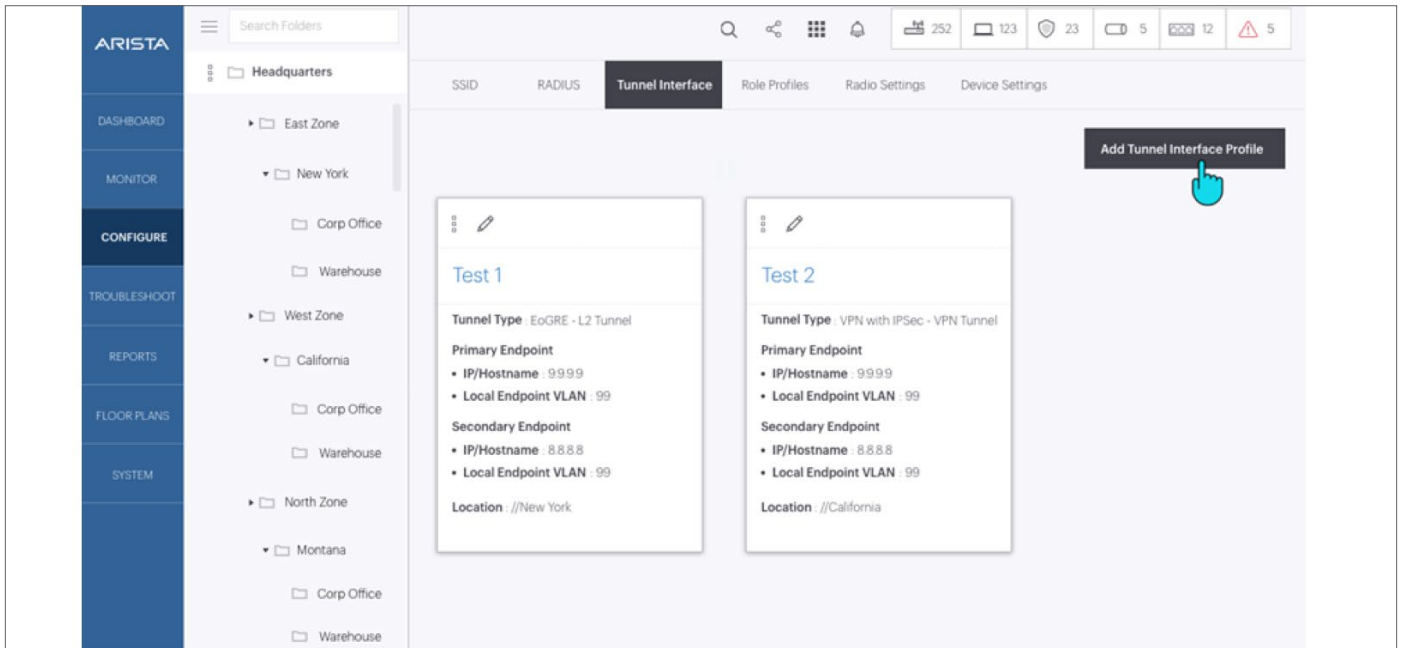 ARISTA
Search Folders
252
123
23
5
12
5
Headquarters
SSID
RADIUS
Tunnel Interface
Role Profiles
Radio Settings
Device Settings
DASHBOARD
MONITOR
CONFIGURE
TROUBLESHOOT
REPORTS
FLOOR PLANS
SYSTEM
East Zone
New York
Corp Office
Warehouse
West Zone
California
Corp Office
Warehouse
North Zone
Montana
Corp Office
Warehouse
Add Tunnel Interface Profile
Test 1
Tunnel Type : EoGRE - L2 Tunnel
Primary Endpoint
• IP/Hostname : 9.9.9.9
• Local Endpoint VLAN : 99
Secondary Endpoint
• IP/Hostname : 8.8.8.8
• Local Endpoint VLAN : 99
Location : //New York
Test 2
Tunnel Type : VPN with IPSec - VPN Tunnel
Primary Endpoint
• IP/Hostname : 9.9.9.9
• Local Endpoint VLAN : 99
Secondary Endpoint
• IP/Hostname : 8.8.8.8
• Local Endpoint VLAN : 99
Location : //California